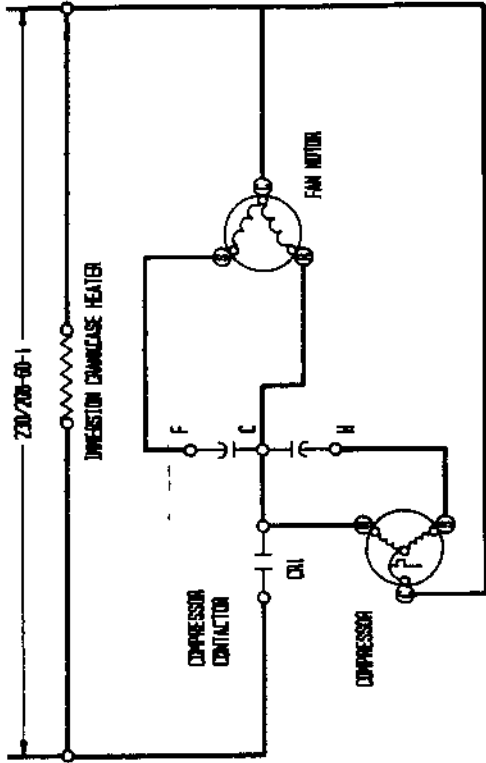 230/208-60-1
IMMERSION CRANKCASE HEATER
COMPRESSOR
CONTACTOR
CR1
F
C
H
S
R
C
FAN MOTOR
COMPRESSOR
R
S
C